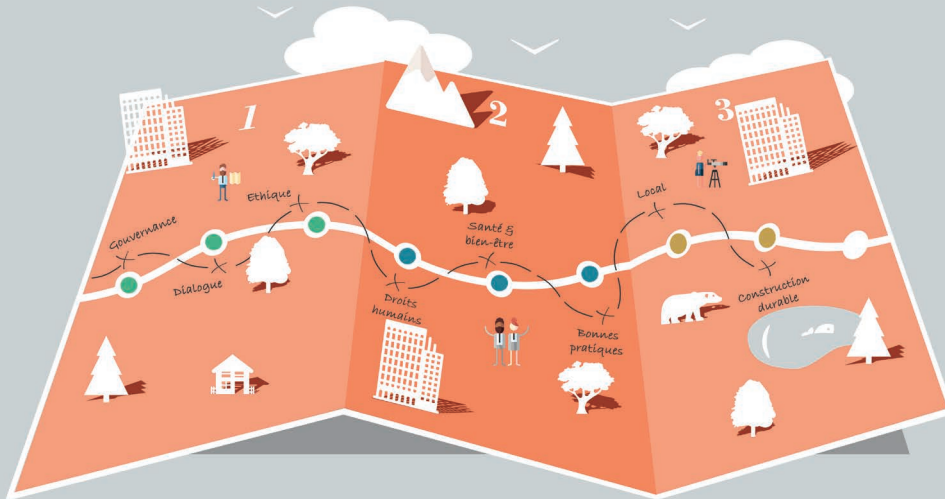 1
Gouvernance
Dialogue
Ethique
2
Droits
humains
Santé &
bien-être
Bonnes
pratiques
3
Local
Construction
durable